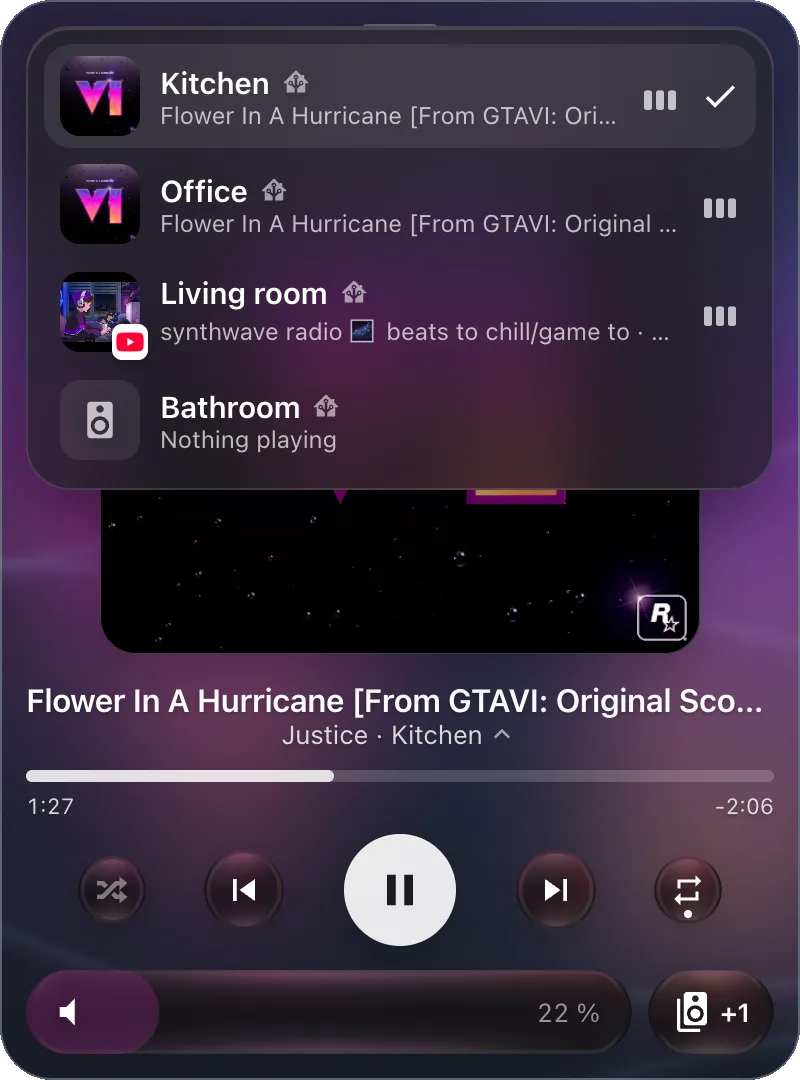 VI
Kitchen
Flower In A Hurricane [From GTAVI: Ori...
VI
Office
Flower In A Hurricane [From GTAVI: Original ...
Living room
synthwave radio 🌌 beats to chill/game to · ...
Bathroom
Nothing playing
R
Flower In A Hurricane [From GTAVI: Original Sco...
Justice · Kitchen
1:27
-2:06
22 %
+1